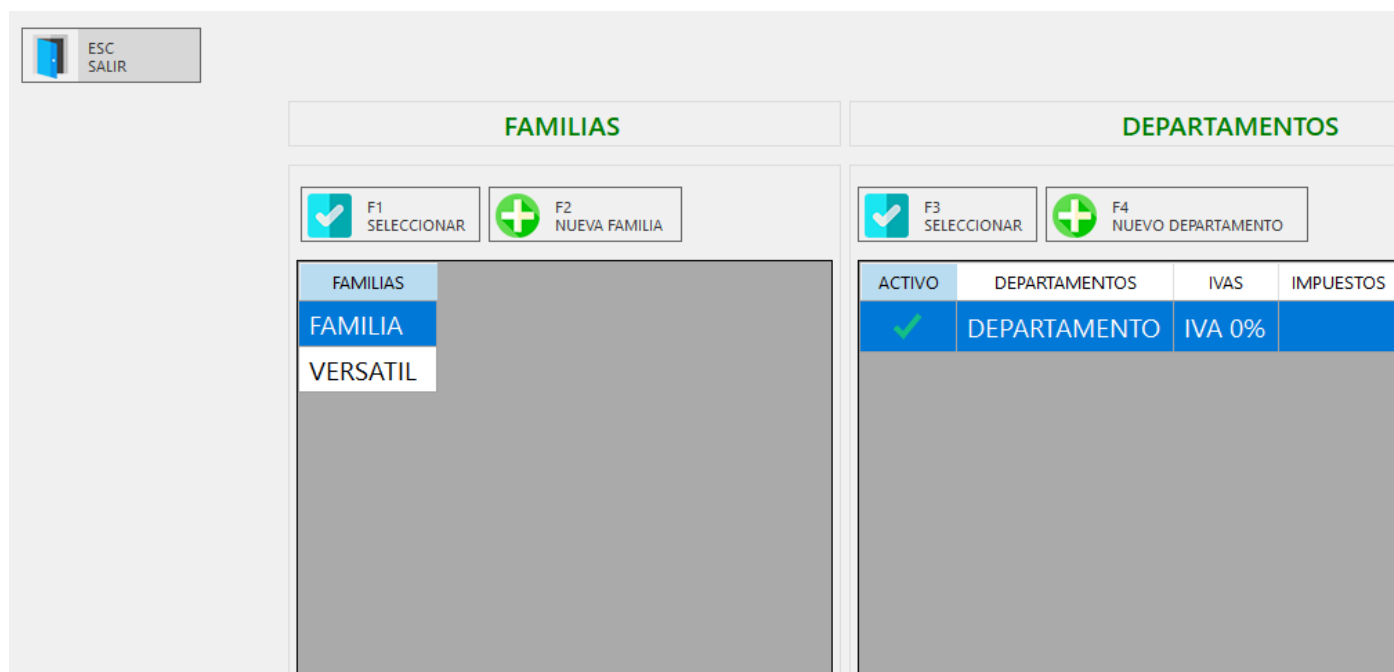 ESC
SALIR
FAMILIAS
DEPARTAMENTOS
F1
SELECCIONAR
F2
NUEVA FAMILIA
F3
SELECCIONAR
F4
NUEVO DEPARTAMENTO
FAMILIAS
FAMILIA
VERSATIL
ACTIVO DEPARTAMENTOS IVAS IMPUESTOS
DEPARTAMENTO IVA 0%